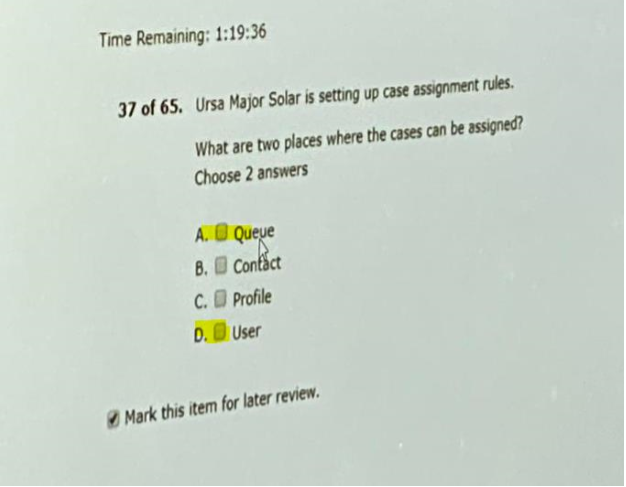 Time Remaining: 1:19:36
37 of 65. Ursa Major Solar is setting up case assignment rules.
What are two places where the cases can be assigned?
Choose 2 answers
A. Queue
B. Contact
C. Profile
D. User
Mark this item for later review.